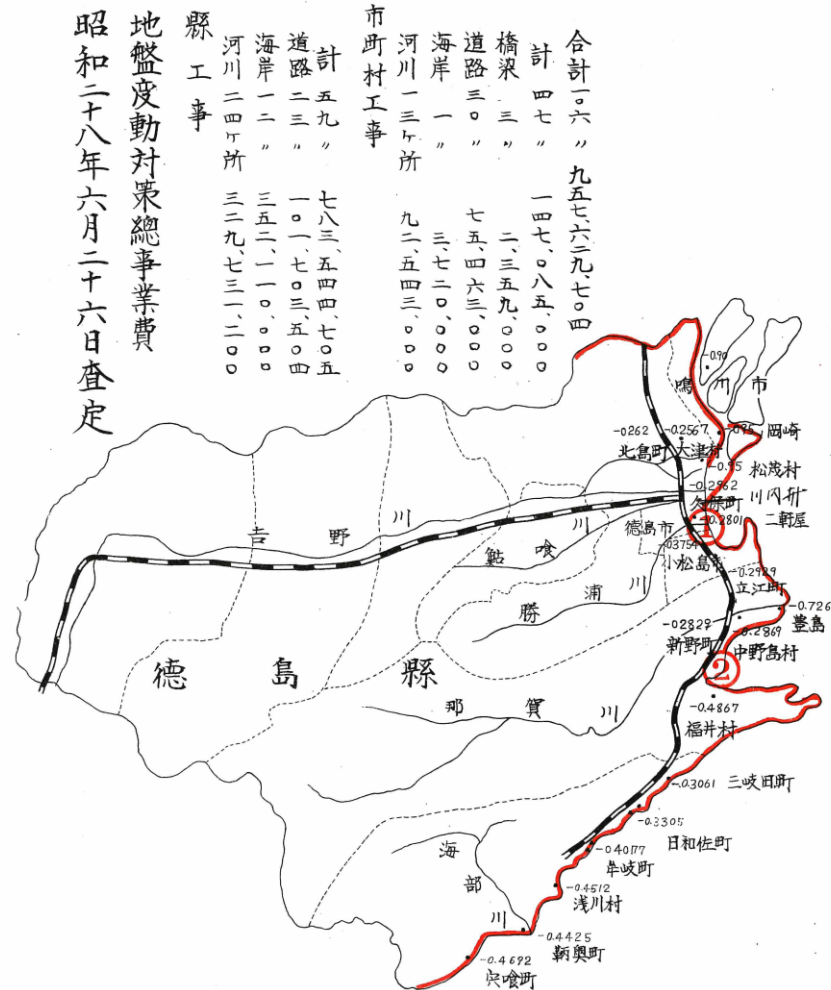 昭和二十八年六月二十六日査定
地盤変動対策總事業費
縣工事
河川 二四ヶ所 三二九、七三一、二〇〇
海岸 一二 〃 三五二、一一〇、〇〇〇
道路 二三 〃 一〇一、七〇三、五〇四
計 五九 〃 七八三、五四四、七〇五
市町村工事
河川 一三ヶ所 九二、五四三、〇〇〇
海岸 一 〃 三、七二〇、〇〇〇
道路 三〇 〃 七五、四六三、〇〇〇
橋梁 三 〃 二、三五九、〇〇〇
計 四七 〃 一四七、〇八五、〇〇〇
合計 一〇六 〃 九五七、六二九、七〇四
-0.90
鳴門市
-0262
-0.2567
岡崎
北島町
大津村
-0.95
松茂村
-0.2962
川内村
-0.2801
二軒屋
①
徳島市
-03754
小松島市
-0.2929
立江町
-0.726
豊島
-02829
-0.2869
新野町
中野島村
②
-0.4867
福井村
-0.3061
三岐田町
-0.3305
日和佐町
-0.40177
牟岐町
-0.4512
浅川村
-0.4425
鞆奥町
-0.4692
宍喰町
吉野川
鮎喰川
勝浦川
徳島縣
那賀川
海部川